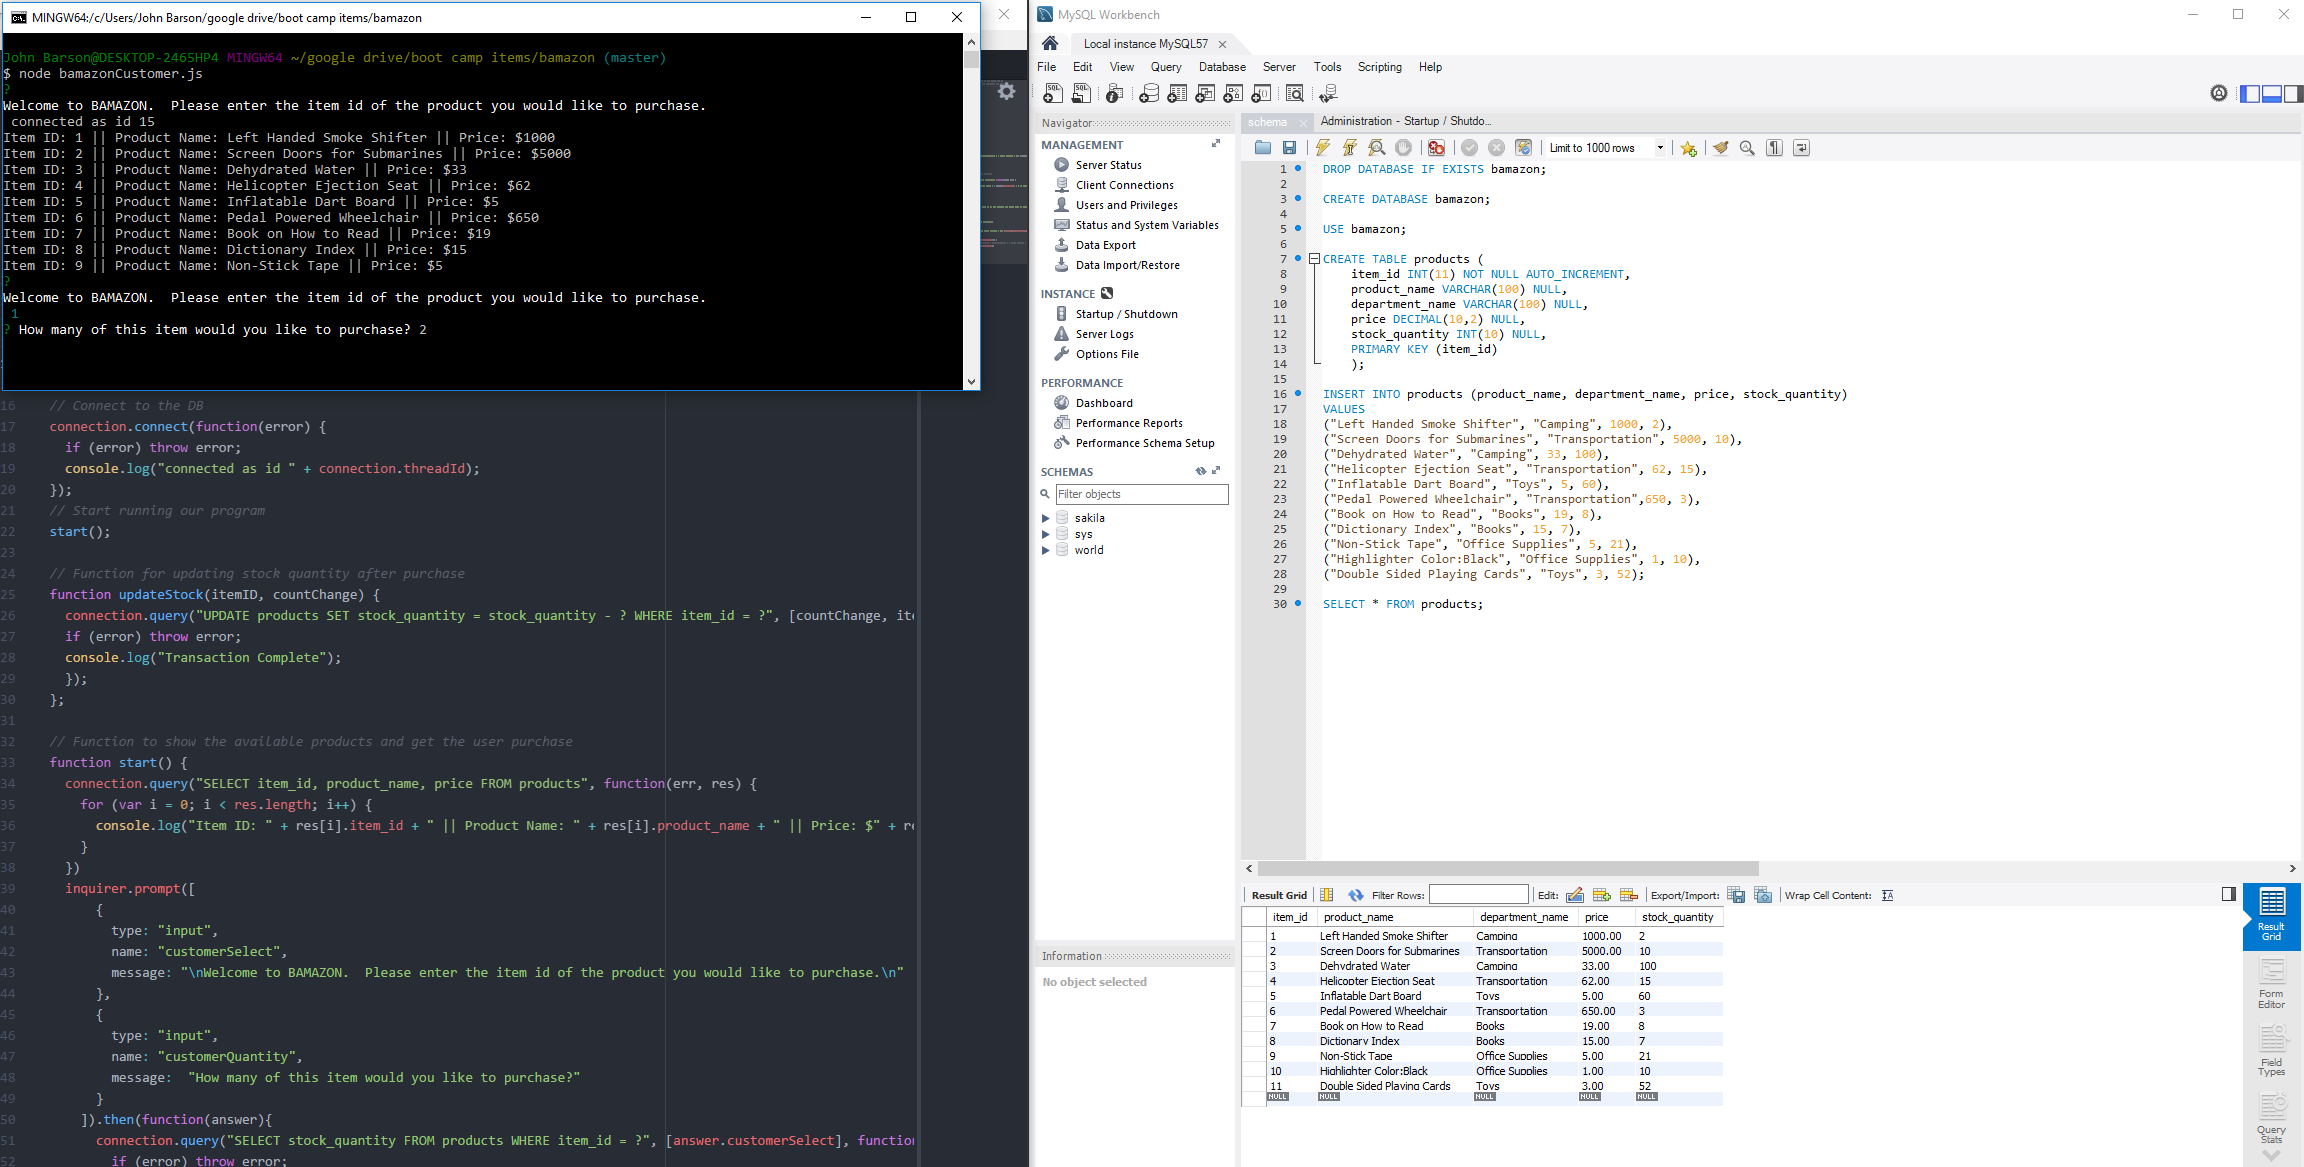 MINGW64:/c/Users/John Barson/google drive/boot camp items/bamazon
John Barson@DESKTOP-2465HP4 MINGW64 ~/google drive/boot camp items/bamazon (master)
$ node bamazonCustomer.js
?
Welcome to BAMAZON.  Please enter the item id of the product you would like to purchase.
connected as id 15
Item ID: 1 || Product Name: Left Handed Smoke Shifter || Price: $1000
Item ID: 2 || Product Name: Screen Doors for Submarines || Price: $5000
Item ID: 3 || Product Name: Dehydrated Water || Price: $33
Item ID: 4 || Product Name: Helicopter Ejection Seat || Price: $62
Item ID: 5 || Product Name: Inflatable Dart Board || Price: $5
Item ID: 6 || Product Name: Pedal Powered Wheelchair || Price: $650
Item ID: 7 || Product Name: Book on How to Read || Price: $19
Item ID: 8 || Product Name: Dictionary Index || Price: $15
Item ID: 9 || Product Name: Non-Stick Tape || Price: $5
?
Welcome to BAMAZON.  Please enter the item id of the product you would like to purchase.
1
? How many of this item would you like to purchase? 2
16 // Connect to the DB
17 connection.connect(function(error) {
18 if (error) throw error;
19 console.log("connected as id " + connection.threadId);
20 });
21 // Start running our program
22 start();
23
24 // Function for updating stock quantity after purchase
25 function updateStock(itemID, countChange) {
26 connection.query("UPDATE products SET stock_quantity = stock_quantity - ? WHERE item_id = ?", [countChange, ite
27 if (error) throw error;
28 console.log("Transaction Complete");
29 });
30 };
31
32 // Function to show the available products and get the user purchase
33 function start() {
34 connection.query("SELECT item_id, product_name, price FROM products", function(err, res) {
35 for (var i = 0; i < res.length; i++) {
36 console.log("Item ID: " + res[i].item_id + " || Product Name: " + res[i].product_name + " || Price: $" + re
37 }
38 })
39 inquirer.prompt([
40 {
41 type: "input",
42 name: "customerSelect",
43 message: "\nWelcome to BAMAZON.  Please enter the item id of the product you would like to purchase.\n"
44 },
45 {
46 type: "input",
47 name: "customerQuantity",
48 message:  "How many of this item would you like to purchase?"
49 }
50 ]).then(function(answer){
51 connection.query("SELECT stock_quantity FROM products WHERE item_id = ?", [answer.customerSelect], function
52 if (error) throw error;
MySQL Workbench
Local instance MySQL57
File Edit View Query Database Server Tools Scripting Help
Navigator
MANAGEMENT
Server Status
Client Connections
Users and Privileges
Status and System Variables
Data Export
Data Import/Restore
INSTANCE
Startup / Shutdown
Server Logs
Options File
PERFORMANCE
Dashboard
Performance Reports
Performance Schema Setup
SCHEMAS
Filter objects
sakila
sys
world
Information
No object selected
schema Administration - Startup / Shutdo...
Limit to 1000 rows
1 DROP DATABASE IF EXISTS bamazon;
2
3 CREATE DATABASE bamazon;
4
5 USE bamazon;
6
7 CREATE TABLE products (
8 item_id INT(11) NOT NULL AUTO_INCREMENT,
9 product_name VARCHAR(100) NULL,
10 department_name VARCHAR(100) NULL,
11 price DECIMAL(10,2) NULL,
12 stock_quantity INT(10) NULL,
13 PRIMARY KEY (item_id)
14 );
15
16 INSERT INTO products (product_name, department_name, price, stock_quantity)
17 VALUES
18 ("Left Handed Smoke Shifter", "Camping", 1000, 2),
19 ("Screen Doors for Submarines", "Transportation", 5000, 10),
20 ("Dehydrated Water", "Camping", 33, 100),
21 ("Helicopter Ejection Seat", "Transportation", 62, 15),
22 ("Inflatable Dart Board", "Toys", 5, 60),
23 ("Pedal Powered Wheelchair", "Transportation",650, 3),
24 ("Book on How to Read", "Books", 19, 8),
25 ("Dictionary Index", "Books", 15, 7),
26 ("Non-Stick Tape", "Office Supplies", 5, 21),
27 ("Highlighter Color:Black", "Office Supplies", 1, 10),
28 ("Double Sided Playing Cards", "Toys", 3, 52);
29
30 SELECT * FROM products;
Result Grid Filter Rows: Edit: Export/Import: Wrap Cell Content:
item_id product_name department_name price stock_quantity
1 Left Handed Smoke Shifter Camping 1000.00 2
2 Screen Doors for Submarines Transportation 5000.00 10
3 Dehydrated Water Camping 33.00 100
4 Helicopter Ejection Seat Transportation 62.00 15
5 Inflatable Dart Board Toys 5.00 60
6 Pedal Powered Wheelchair Transportation 650.00 3
7 Book on How to Read Books 19.00 8
8 Dictionary Index Books 15.00 7
9 Non-Stick Tape Office Supplies 5.00 21
10 Highlighter Color:Black Office Supplies 1.00 10
11 Double Sided Playing Cards Toys 3.00 52
NULL NULL NULL NULL NULL
Result
Grid
Form
Editor
Field
Types
Query
Stats